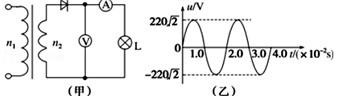 n₁
n₂
V
A
L
(甲)
u/V
220√2
0
-220√2
1.0
2.0
3.0
4.0
t/(×10⁻²s)
(乙)